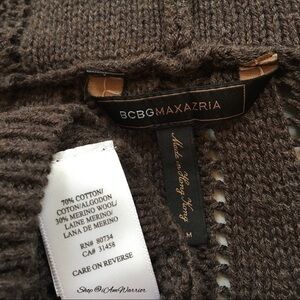 BCBGMAXAZRIA
Made in Hong Kong
M
70% COTTON/
COTON/ALGODON
30% MERINO WOOL/
LAINE MERINO/
LANA DE MERINO
RN# 80734
CA# 31458
CARE ON REVERSE
Shop @iAmWarrior